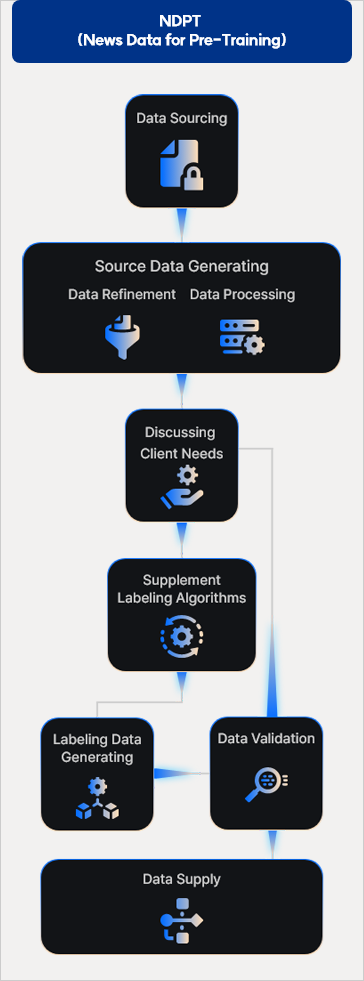 NDPT
(News Data for Pre-Training)
Data Sourcing
Source Data Generating
Data Refinement
Data Processing
Discussing
Client Needs
Supplement
Labeling Algorithms
Labeling Data
Generating
Data Validation
Data Supply